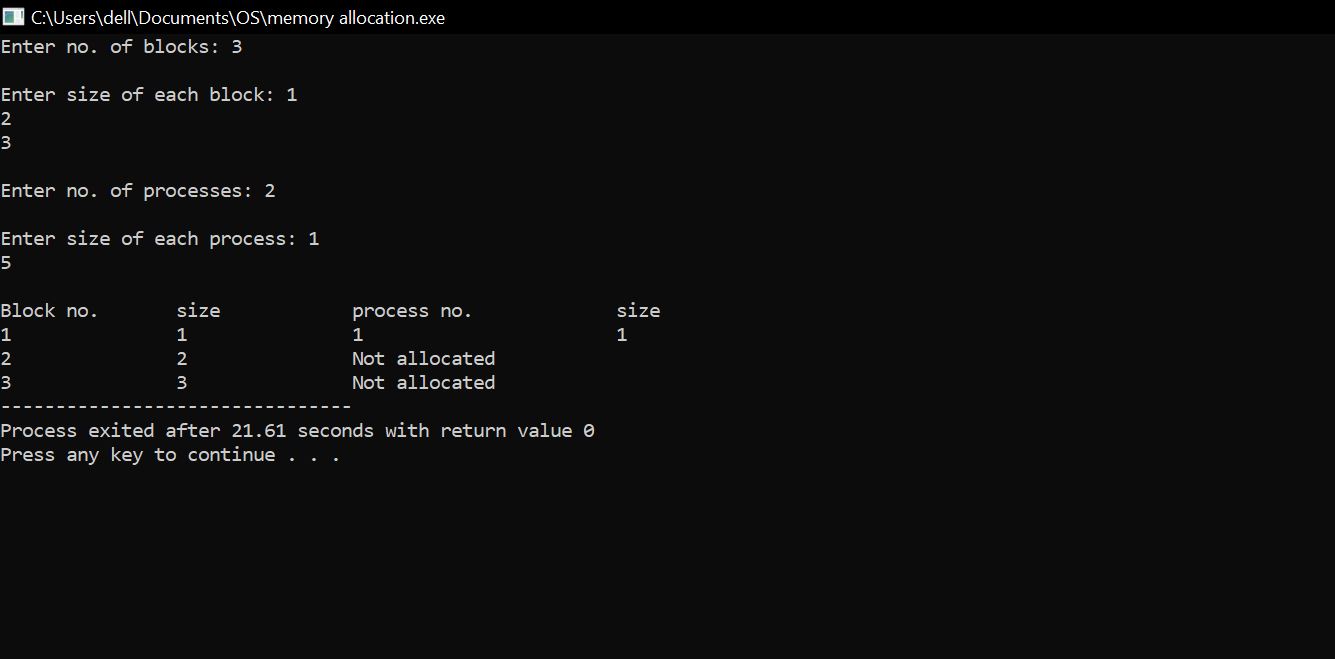 C:\Users\dell\Documents\OS\memory allocation.exe
Enter no. of blocks: 3
Enter size of each block: 1
2
3
Enter no. of processes: 2
Enter size of each process: 1
5
Block no. size process no. size
1 1 1 1
2 2 Not allocated
3 3 Not allocated
--------------------------------
Process exited after 21.61 seconds with return value 0
Press any key to continue . . .